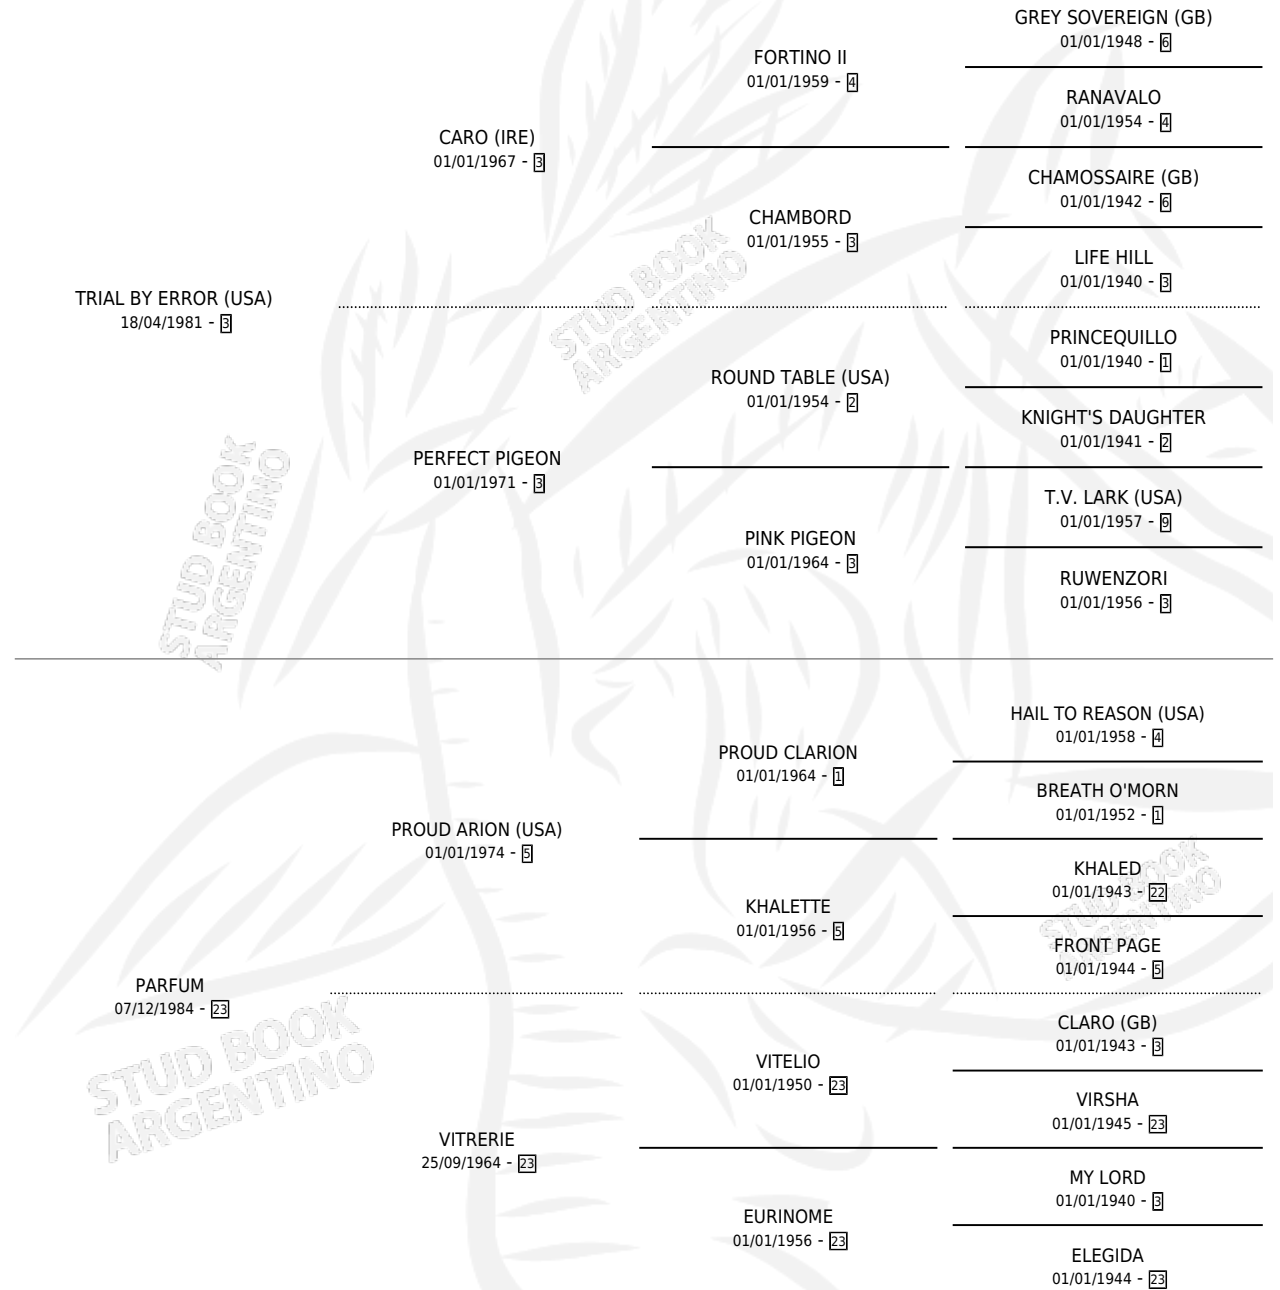 GREY SOVEREIGN (GB)
01/01/1948 - 6
FORTINO II
01/01/1959 - 4
RANAVALO
01/01/1954 - 4
CARO (IRE)
01/01/1967 - 3
CHAMOSSAIRE (GB)
01/01/1942 - 6
CHAMBORD
01/01/1955 - 3
LIFE HILL
01/01/1940 - 3
TRIAL BY ERROR (USA)
18/04/1981 - 3
STUD BOOK
ARGENTINO
PRINCEQUILLO
01/01/1940 - 1
ROUND TABLE (USA)
01/01/1954 - 2
KNIGHT'S DAUGHTER
01/01/1941 - 2
PERFECT PIGEON
01/01/1971 - 3
T.V. LARK (USA)
01/01/1957 - 9
PINK PIGEON
01/01/1964 - 3
RUWENZORI
01/01/1956 - 3
STUD BOOK
ARGENTINO
HAIL TO REASON (USA)
01/01/1958 - 4
PROUD CLARION
01/01/1964 - 1
BREATH O'MORN
01/01/1952 - 1
PROUD ARION (USA)
01/01/1974 - 5
KHALED
01/01/1943 - 22
STUD BOOK
ARGENTINO
KHALETTE
01/01/1956 - 5
FRONT PAGE
01/01/1944 - 5
PARFUM
07/12/1984 - 23
CLARO (GB)
01/01/1943 - 3
VITELIO
01/01/1950 - 23
VIRSHA
01/01/1945 - 23
STUD BOOK
ARGENTINO
VITRERIE
25/09/1964 - 23
MY LORD
01/01/1940 - 3
EURINOME
01/01/1956 - 23
ELEGIDA
01/01/1944 - 23